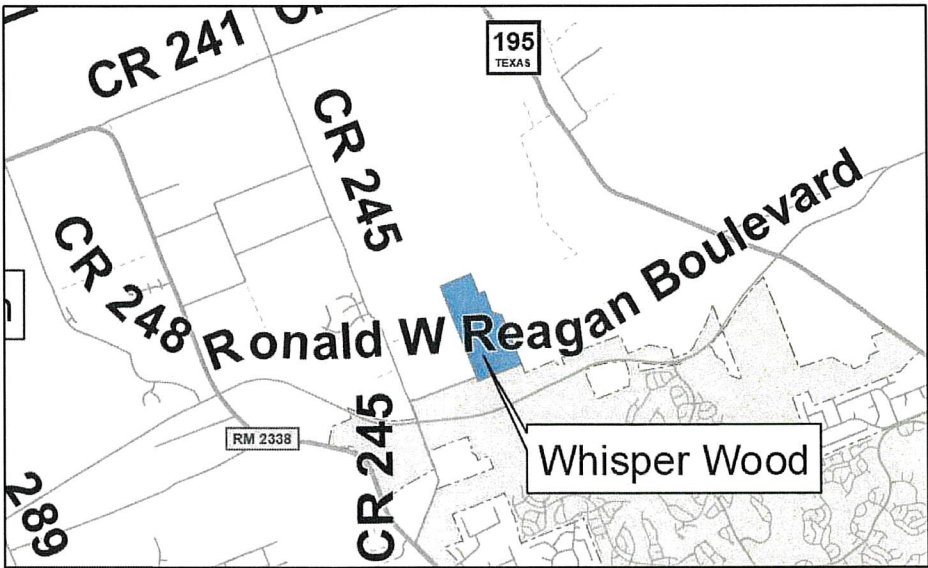 CR 241
195
TEXAS
CR 245
CR 248
Ronald W Reagan Boulevard
CR 245
RM 2338
Whisper Wood
289